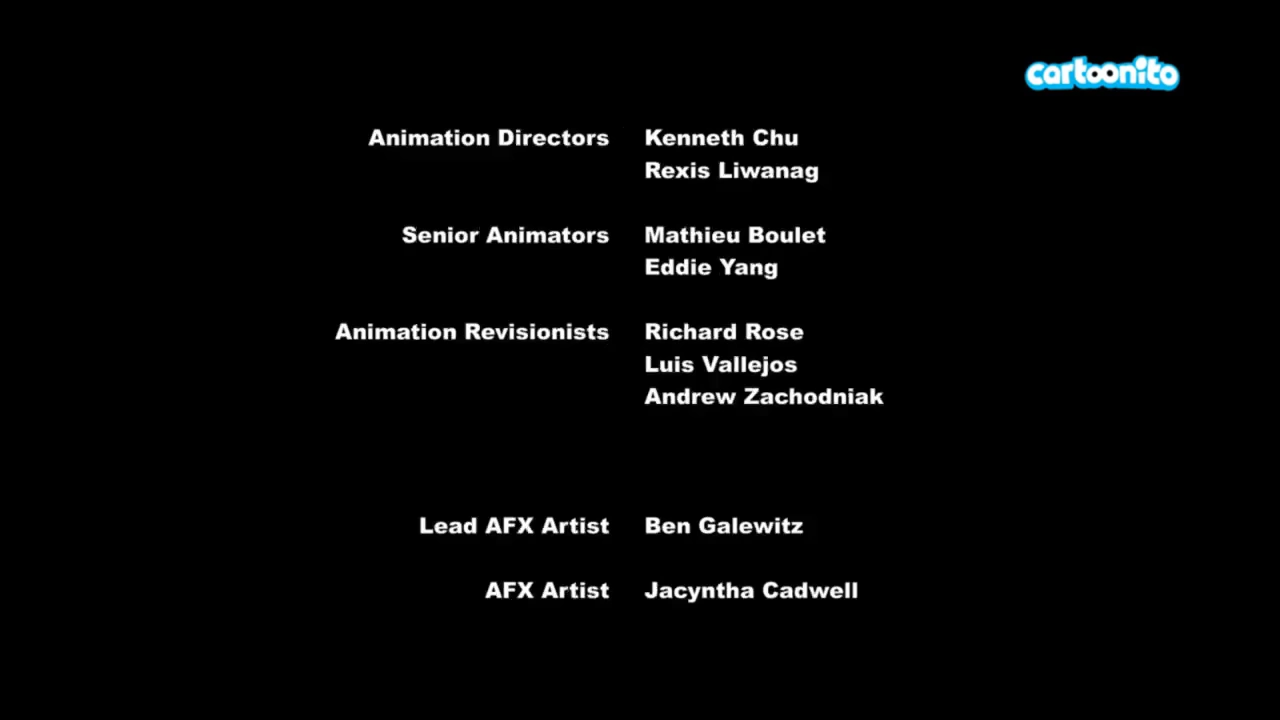 cartoonito
Animation Directors Kenneth Chu
Rexis Liwanag
Senior Animators Mathieu Boulet
Eddie Yang
Animation Revisionists Richard Rose
Luis Vallejos
Andrew Zachodniak
Lead AFX Artist Ben Galewitz
AFX Artist Jacyntha Cadwell